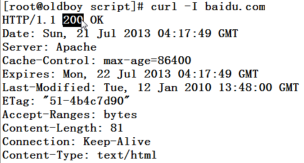 [root@oldboy script]# curl -I baidu.com
HTTP/1.1 200 OK
Date: Sun, 21 Jul 2013 04:17:49 GMT
Server: Apache
Cache-Control: max-age=86400
Expires: Mon, 22 Jul 2013 04:17:49 GMT
Last-Modified: Tue, 12 Jan 2010 13:48:00 GMT
ETag: "51-4b4c7d90"
Accept-Ranges: bytes
Content-Length: 81
Connection: Keep-Alive
Content-Type: text/html